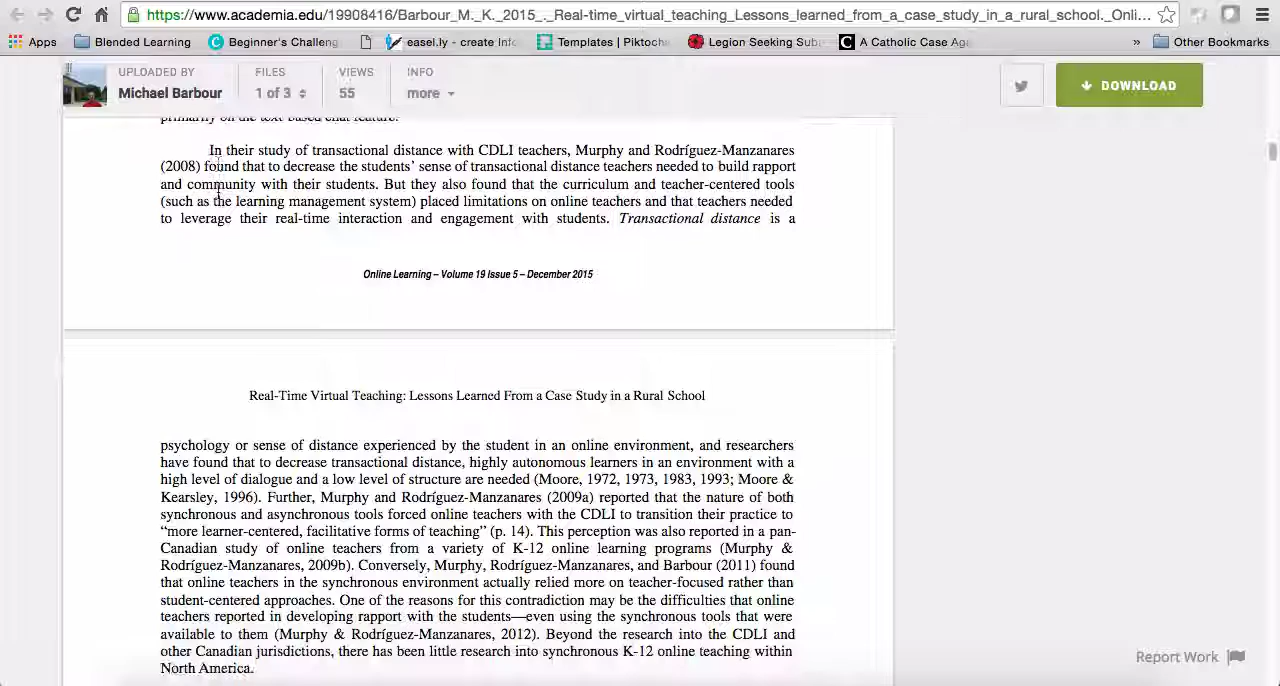 https://www.academia.edu/19908416/Barbour_M._K._2015_._Real-time_virtual_teaching_Lessons_learned_from_a_case_study_in_a_rural_school._Onli...
Apps Blended Learning Beginner's Challeng easel.ly - create Info Templates | Piktocha Legion Seeking Sub A Catholic Case Aga » Other Bookmarks
UPLOADED BY FILES VIEWS INFO
Michael Barbour 1 of 3 55 more
DOWNLOAD
primarily on the text-based chat feature.
In their study of transactional distance with CDLI teachers, Murphy and Rodríguez-Manzanares
(2008) found that to decrease the students' sense of transactional distance teachers needed to build rapport
and community with their students. But they also found that the curriculum and teacher-centered tools
(such as the learning management system) placed limitations on online teachers and that teachers needed
to leverage their real-time interaction and engagement with students. Transactional distance is a
Online Learning – Volume 19 Issue 5 – December 2015
Real-Time Virtual Teaching: Lessons Learned From a Case Study in a Rural School
psychology or sense of distance experienced by the student in an online environment, and researchers
have found that to decrease transactional distance, highly autonomous learners in an environment with a
high level of dialogue and a low level of structure are needed (Moore, 1972, 1973, 1983, 1993; Moore &
Kearsley, 1996). Further, Murphy and Rodríguez-Manzanares (2009a) reported that the nature of both
synchronous and asynchronous tools forced online teachers with the CDLI to transition their practice to
“more learner-centered, facilitative forms of teaching” (p. 14). This perception was also reported in a pan-
Canadian study of online teachers from a variety of K-12 online learning programs (Murphy &
Rodríguez-Manzanares, 2009b). Conversely, Murphy, Rodríguez-Manzanares, and Barbour (2011) found
that online teachers in the synchronous environment actually relied more on teacher-focused rather than
student-centered approaches. One of the reasons for this contradiction may be the difficulties that online
teachers reported in developing rapport with the students—even using the synchronous tools that were
available to them (Murphy & Rodríguez-Manzanares, 2012). Beyond the research into the CDLI and
other Canadian jurisdictions, there has been little research into synchronous K-12 online teaching within
North America.
Report Work